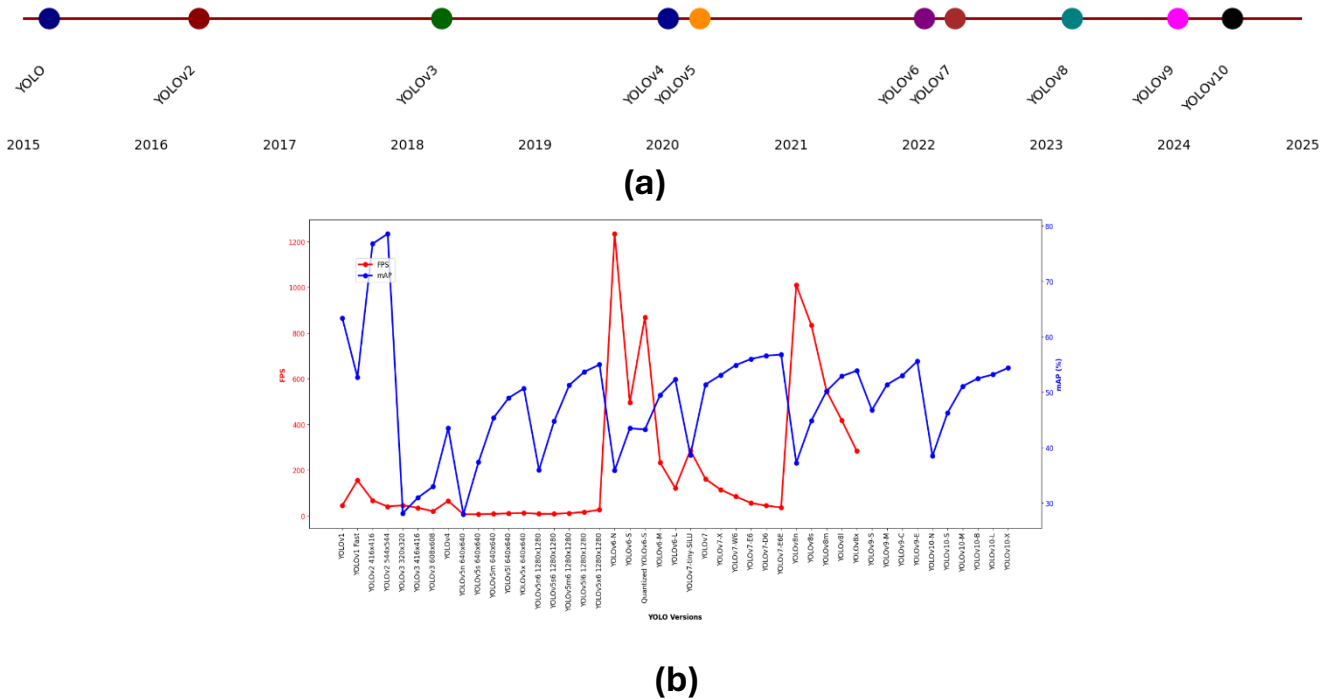 YOLO
YOLOv2
YOLOv3
YOLOv4
YOLOv5
YOLOv6
YOLOv7
YOLOv8
YOLOv9
YOLOv10
2015 2016 2017 2018 2019 2020 2021 2022 2023 2024 2025
(a)
1200
1000
800
600
400
200
0
FPS
FPS
mAP
80
70
60
50
40
30
mAP (%)
YOLOv1
YOLOv1 Fast
YOLOv2 416x416
YOLOv2 544x544
YOLOv3 320x320
YOLOv3 416x416
YOLOv3 608x608
YOLOv4
YOLOv5n 640x640
YOLOv5s 640x640
YOLOv5m 640x640
YOLOv5l 640x640
YOLOv5x 640x640
YOLOv5n6 1280x1280
YOLOv5s6 1280x1280
YOLOv5m6 1280x1280
YOLOv5l6 1280x1280
YOLOv5x6 1280x1280
YOLOv6-N
YOLOv6-S
Quantized YOLOv6-S
YOLOv6-M
YOLOv6-L
YOLOv7-tiny-SiLU
YOLOv7
YOLOv7-X
YOLOv7-W6
YOLOv7-E6
YOLOv7-D6
YOLOv7-E6E
YOLOv8n
YOLOv8s
YOLOv8m
YOLOv8l
YOLOv8x
YOLOv9-S
YOLOv9-M
YOLOv9-C
YOLOv9-E
YOLOv10-N
YOLOv10-S
YOLOv10-M
YOLOv10-B
YOLOv10-L
YOLOv10-X
YOLO Versions
(b)